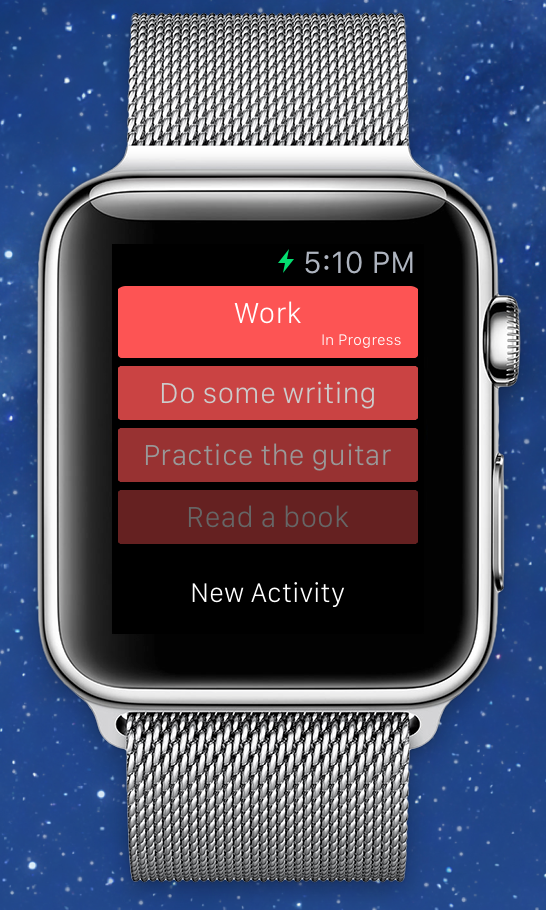 5:10 PM
Work
In Progress
Do some writing
Practice the guitar
Read a book
New Activity